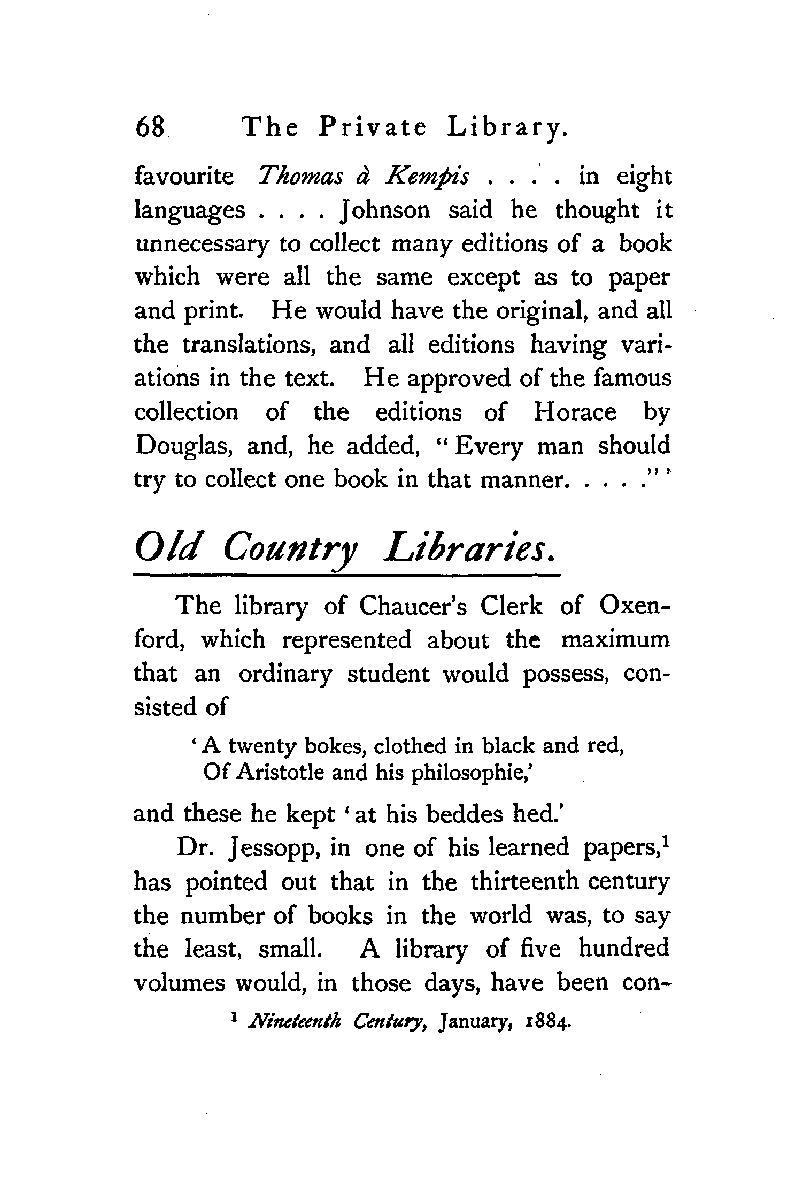 68 The Private Library.
favourite Thomas à Kempis . . . . in eight
languages . . . . Johnson said he thought it
unnecessary to collect many editions of a book
which were all the same except as to paper
and print. He would have the original, and all
the translations, and all editions having vari-
ations in the text. He approved of the famous
collection of the editions of Horace by
Douglas, and, he added, “ Every man should
try to collect one book in that manner. . . . .” ’
Old Country Libraries.
The library of Chaucer’s Clerk of Oxen-
ford, which represented about the maximum
that an ordinary student would possess, con-
sisted of
‘ A twenty bokes, clothed in black and red,
Of Aristotle and his philosophie,’
and these he kept ‘ at his beddes hed.’
Dr. Jessopp, in one of his learned papers,¹
has pointed out that in the thirteenth century
the number of books in the world was, to say
the least, small. A library of five hundred
volumes would, in those days, have been con-
¹ Nineteenth Century, January, 1884.